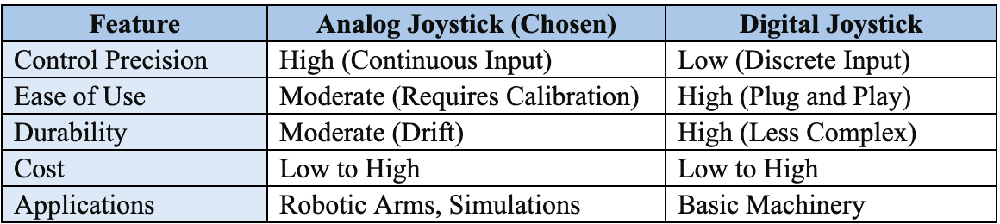 Feature Analog Joystick (Chosen) Digital Joystick
Control Precision High (Continuous Input) Low (Discrete Input)
Ease of Use Moderate (Requires Calibration) High (Plug and Play)
Durability Moderate (Drift) High (Less Complex)
Cost Low to High Low to High
Applications Robotic Arms, Simulations Basic Machinery